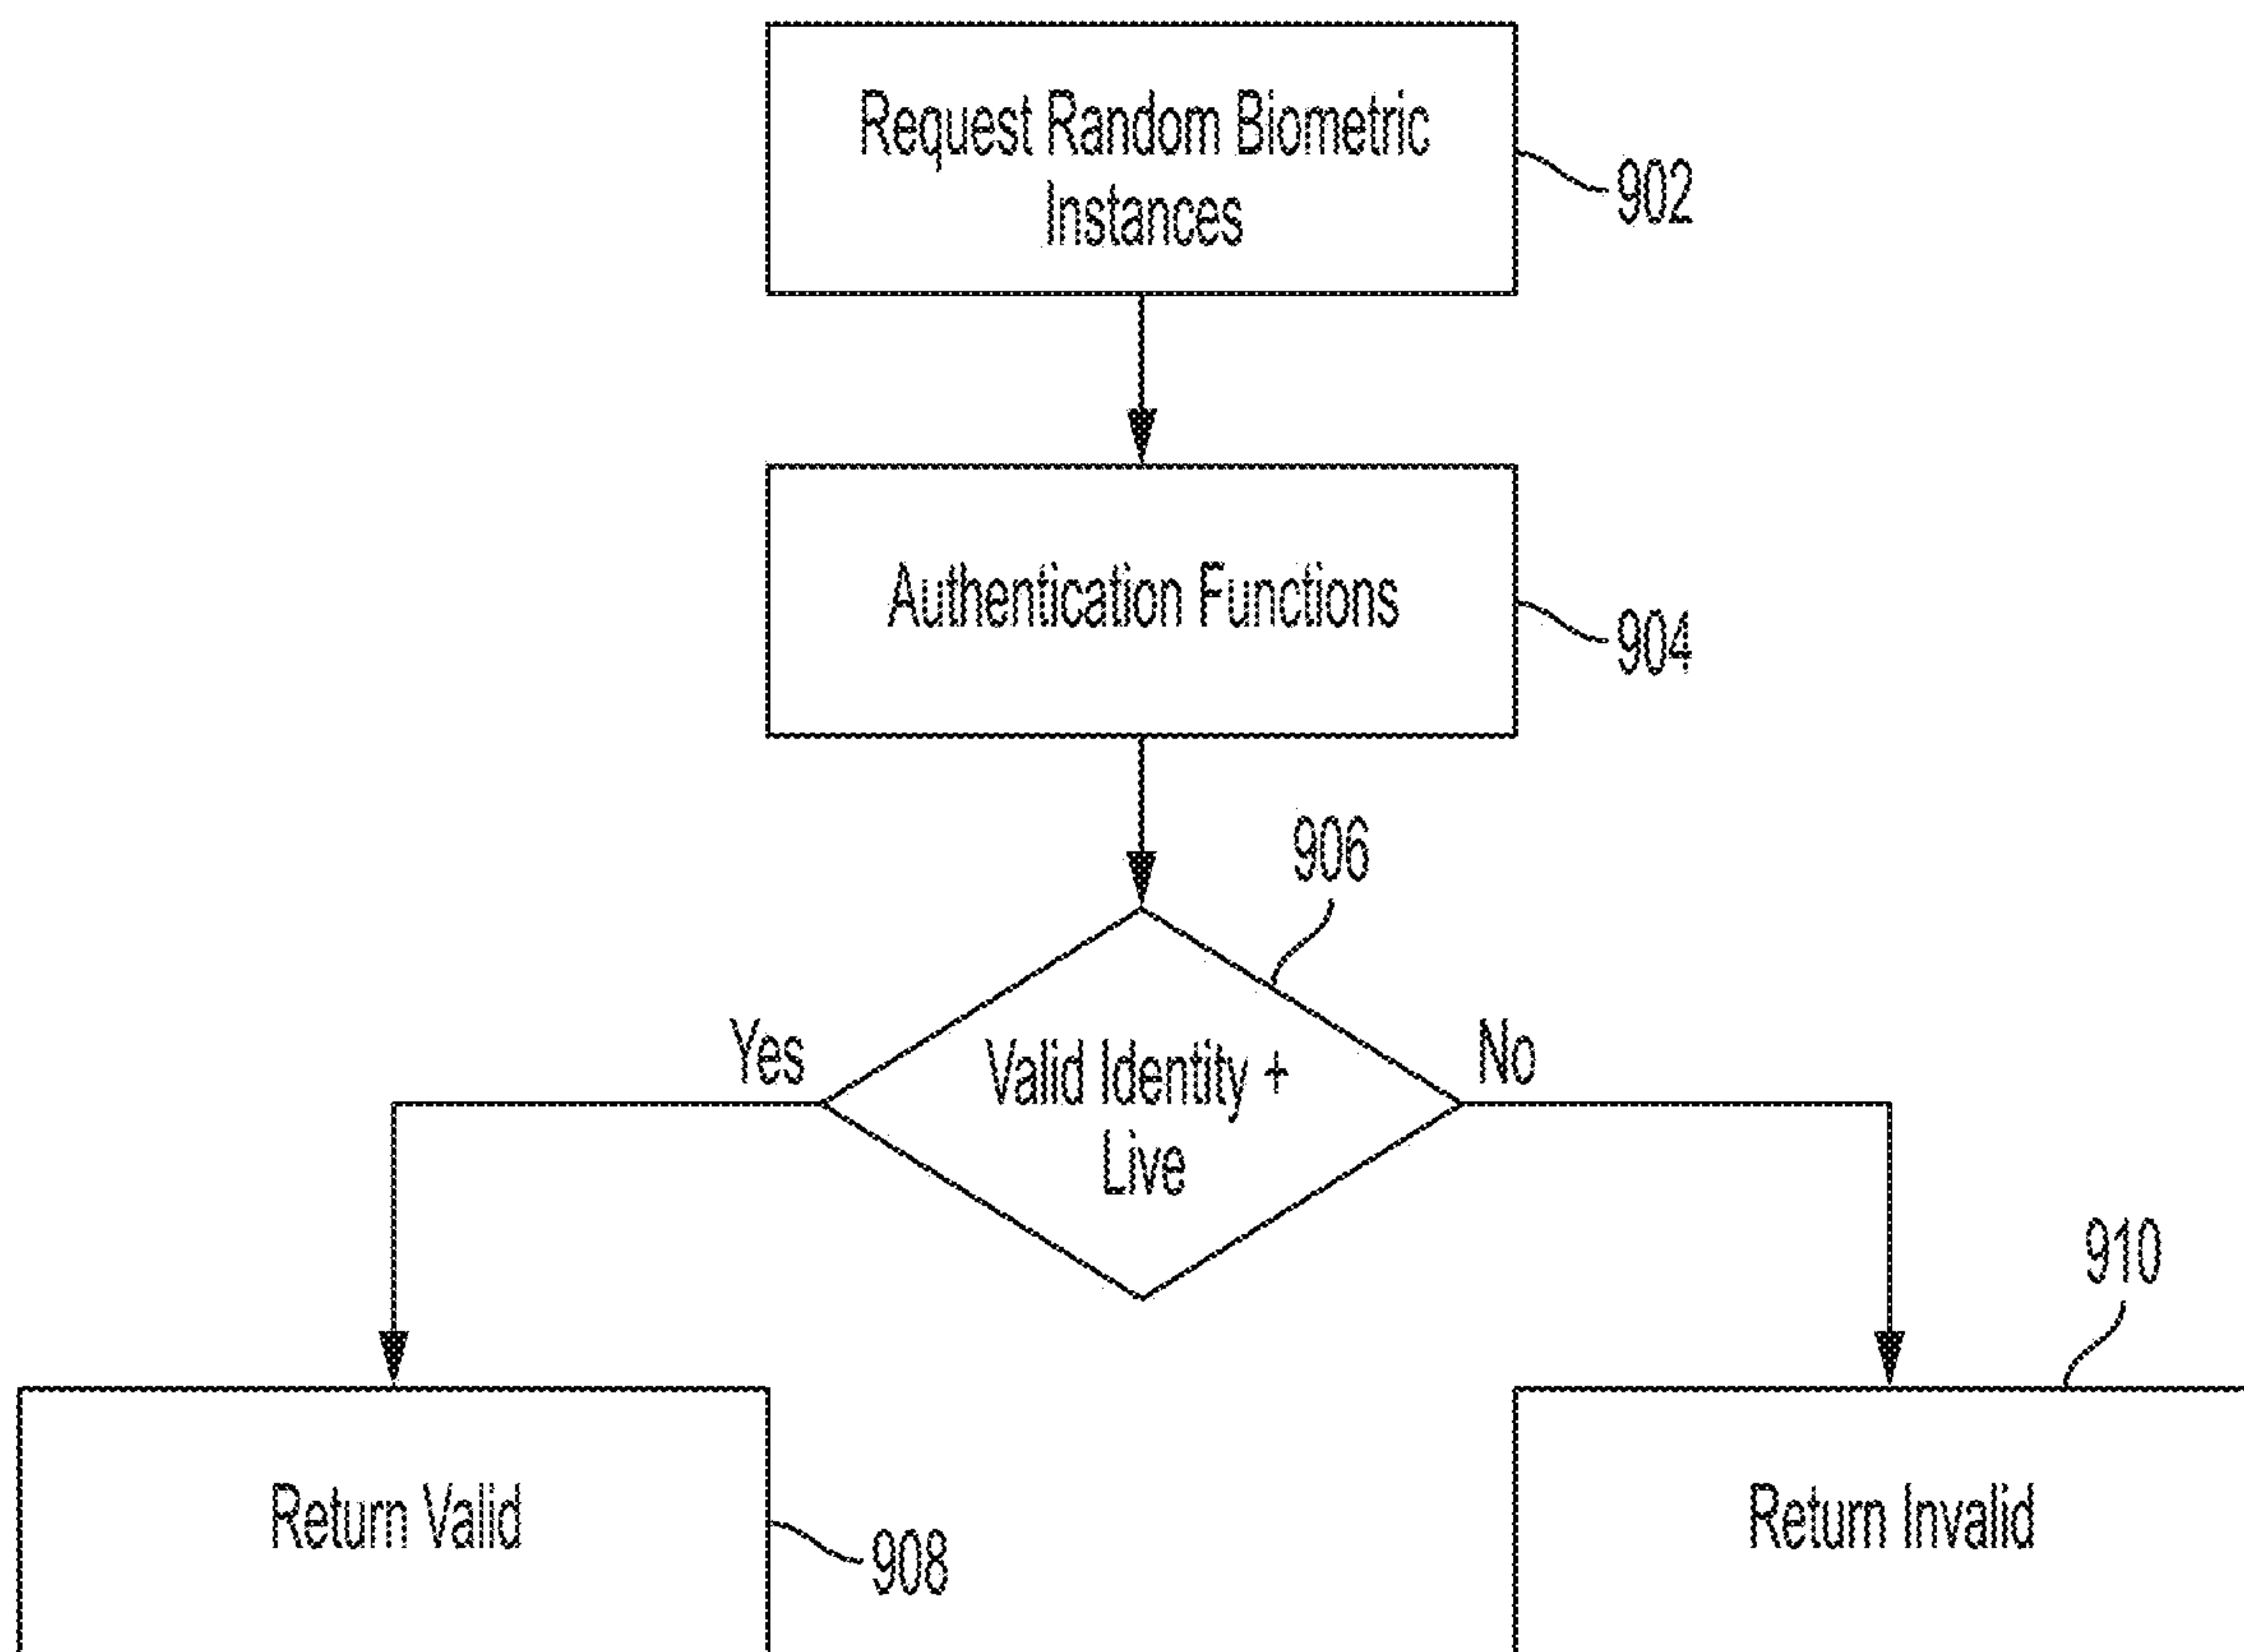 Request Random Biometric
Instances
902
Authentication Functions
904
906
Yes
No
Valid Identity +
Live
910
Return Valid
908
Return Invalid